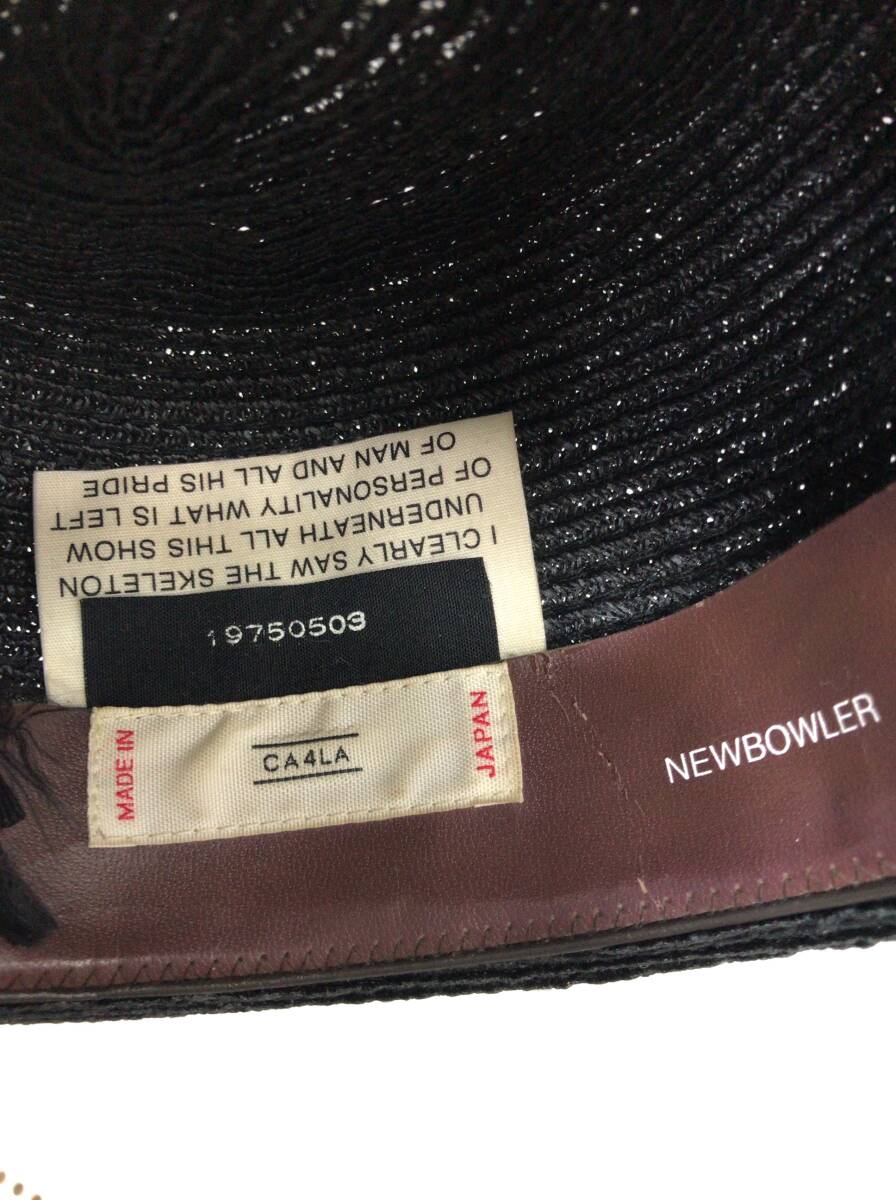 I CLEARLY SAW THE SKELETON
UNDERNEATH ALL THIS SHOW
OF PERSONALITY WHAT IS LEFT
OF MAN AND ALL HIS PRIDE
19750503
MADE IN
CA4LA
JAPAN
NEWBOWLER